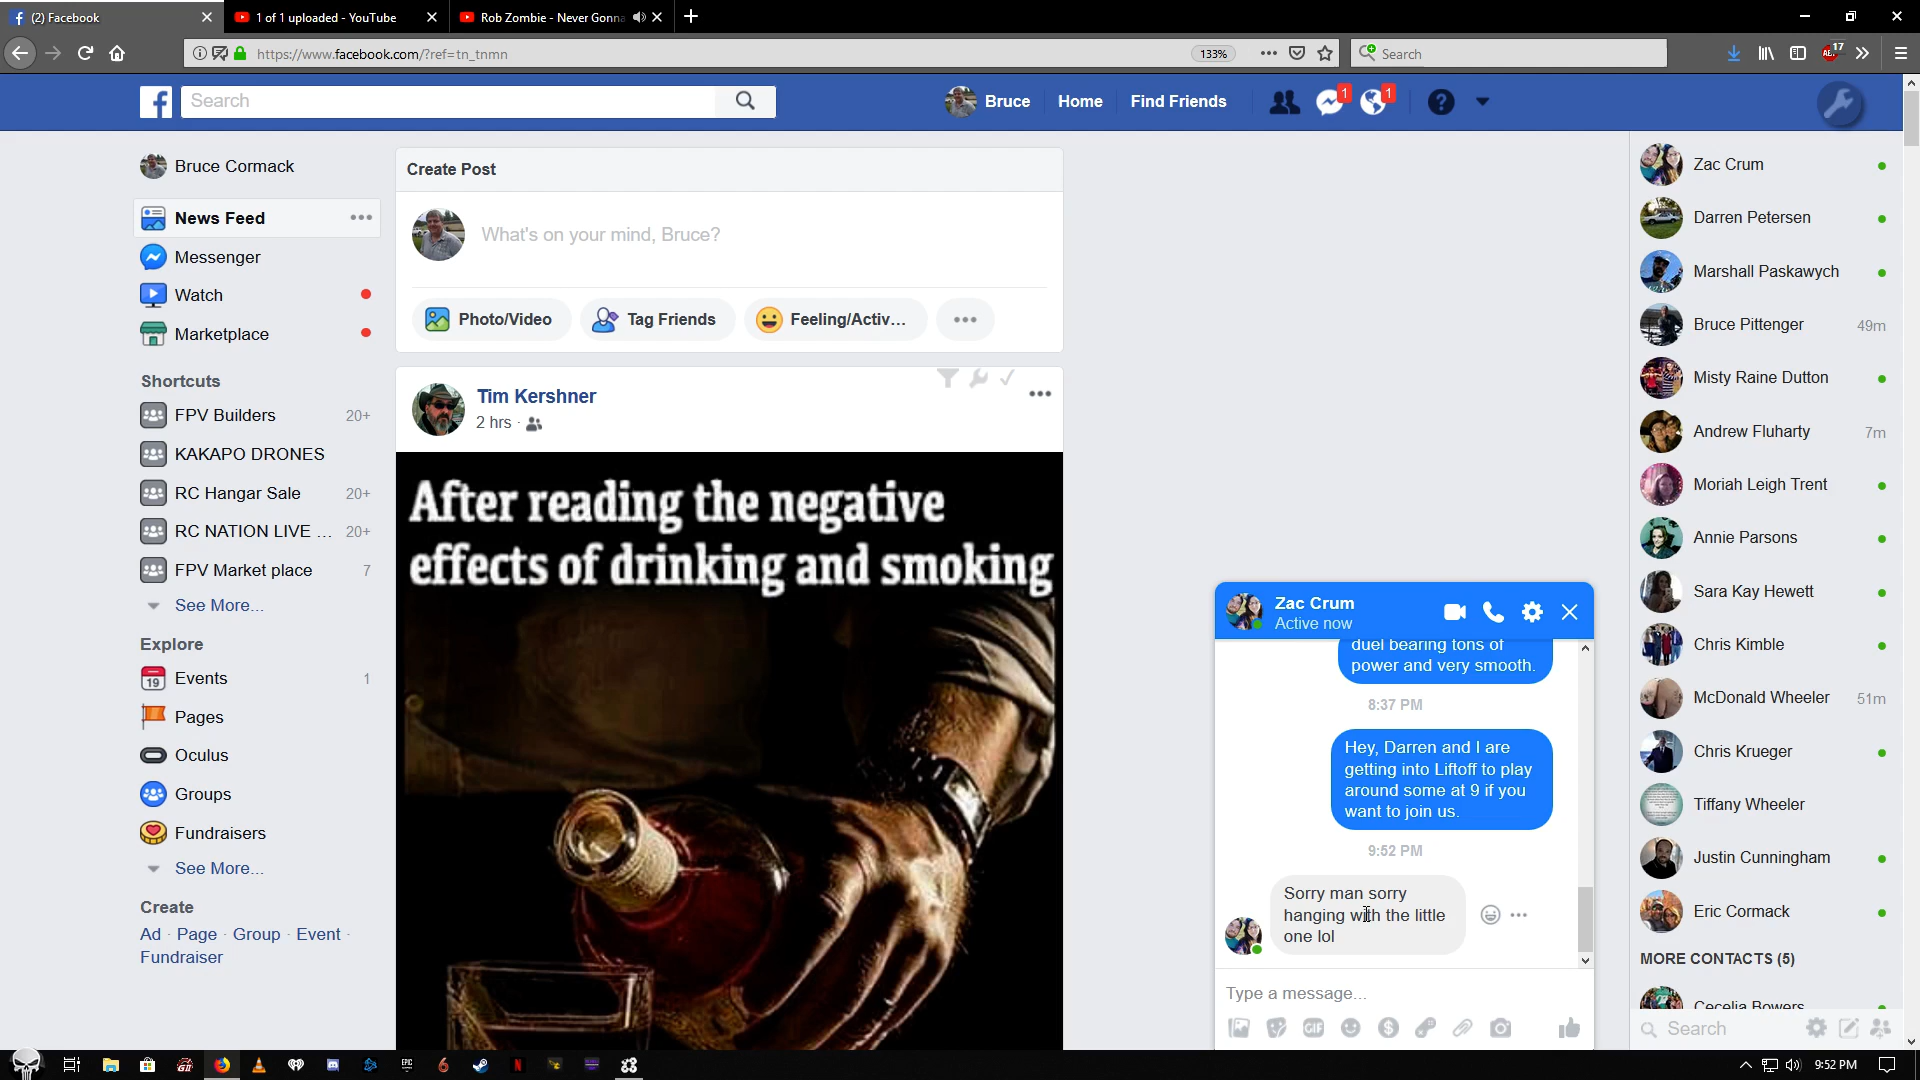 (2) Facebook
1 of 1 uploaded - YouTube
Rob Zombie - Never Gonna
https://www.facebook.com/?ref=tn_tnmn
133%
Search
17
Search
Bruce
Home
Find Friends
1
1
Bruce Cormack
News Feed
Messenger
Watch
Marketplace
Shortcuts
FPV Builders 20+
KAKAPO DRONES
RC Hangar Sale 20+
RC NATION LIVE ... 20+
FPV Market place 7
See More...
Explore
Events 1
Pages
Oculus
Groups
Fundraisers
See More...
Create
Ad · Page · Group · Event ·
Fundraiser
Create Post
What's on your mind, Bruce?
Photo/Video
Tag Friends
Feeling/Activ...
Tim Kershner
2 hrs ·
After reading the negative
effects of drinking and smoking
Zac Crum
Active now
duel bearing tons of
power and very smooth.
8:37 PM
Hey, Darren and I are
getting into Liftoff to play
around some at 9 if you
want to join us.
9:52 PM
Sorry man sorry
hanging with the little
one lol
Type a message...
GIF
Zac Crum
Darren Petersen
Marshall Paskawych
Bruce Pittenger 49m
Misty Raine Dutton
Andrew Fluharty 7m
Moriah Leigh Trent
Annie Parsons
Sara Kay Hewett
Chris Kimble
McDonald Wheeler 51m
Chris Krueger
Tiffany Wheeler
Justin Cunningham
Eric Cormack
MORE CONTACTS (5)
Cecelia Bowers
Search
9:52 PM